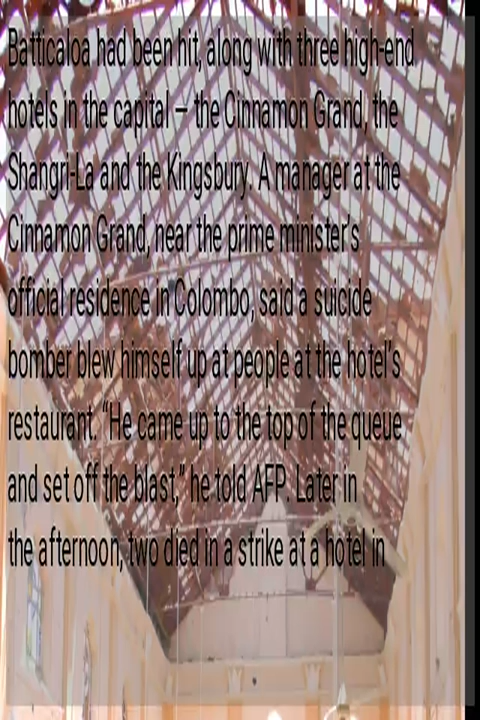 Batticaloa had been hit, along with three high-end
hotels in the capital – the Cinnamon Grand, the
Shangri-La and the Kingsbury. A manager at the
Cinnamon Grand, near the prime minister's
official residence in Colombo, said a suicide
bomber blew himself up at people at the hotel's
restaurant. “He came up to the top of the queue
and set off the blast,” he told AFP. Later in
the afternoon, two died in a strike at a hotel in